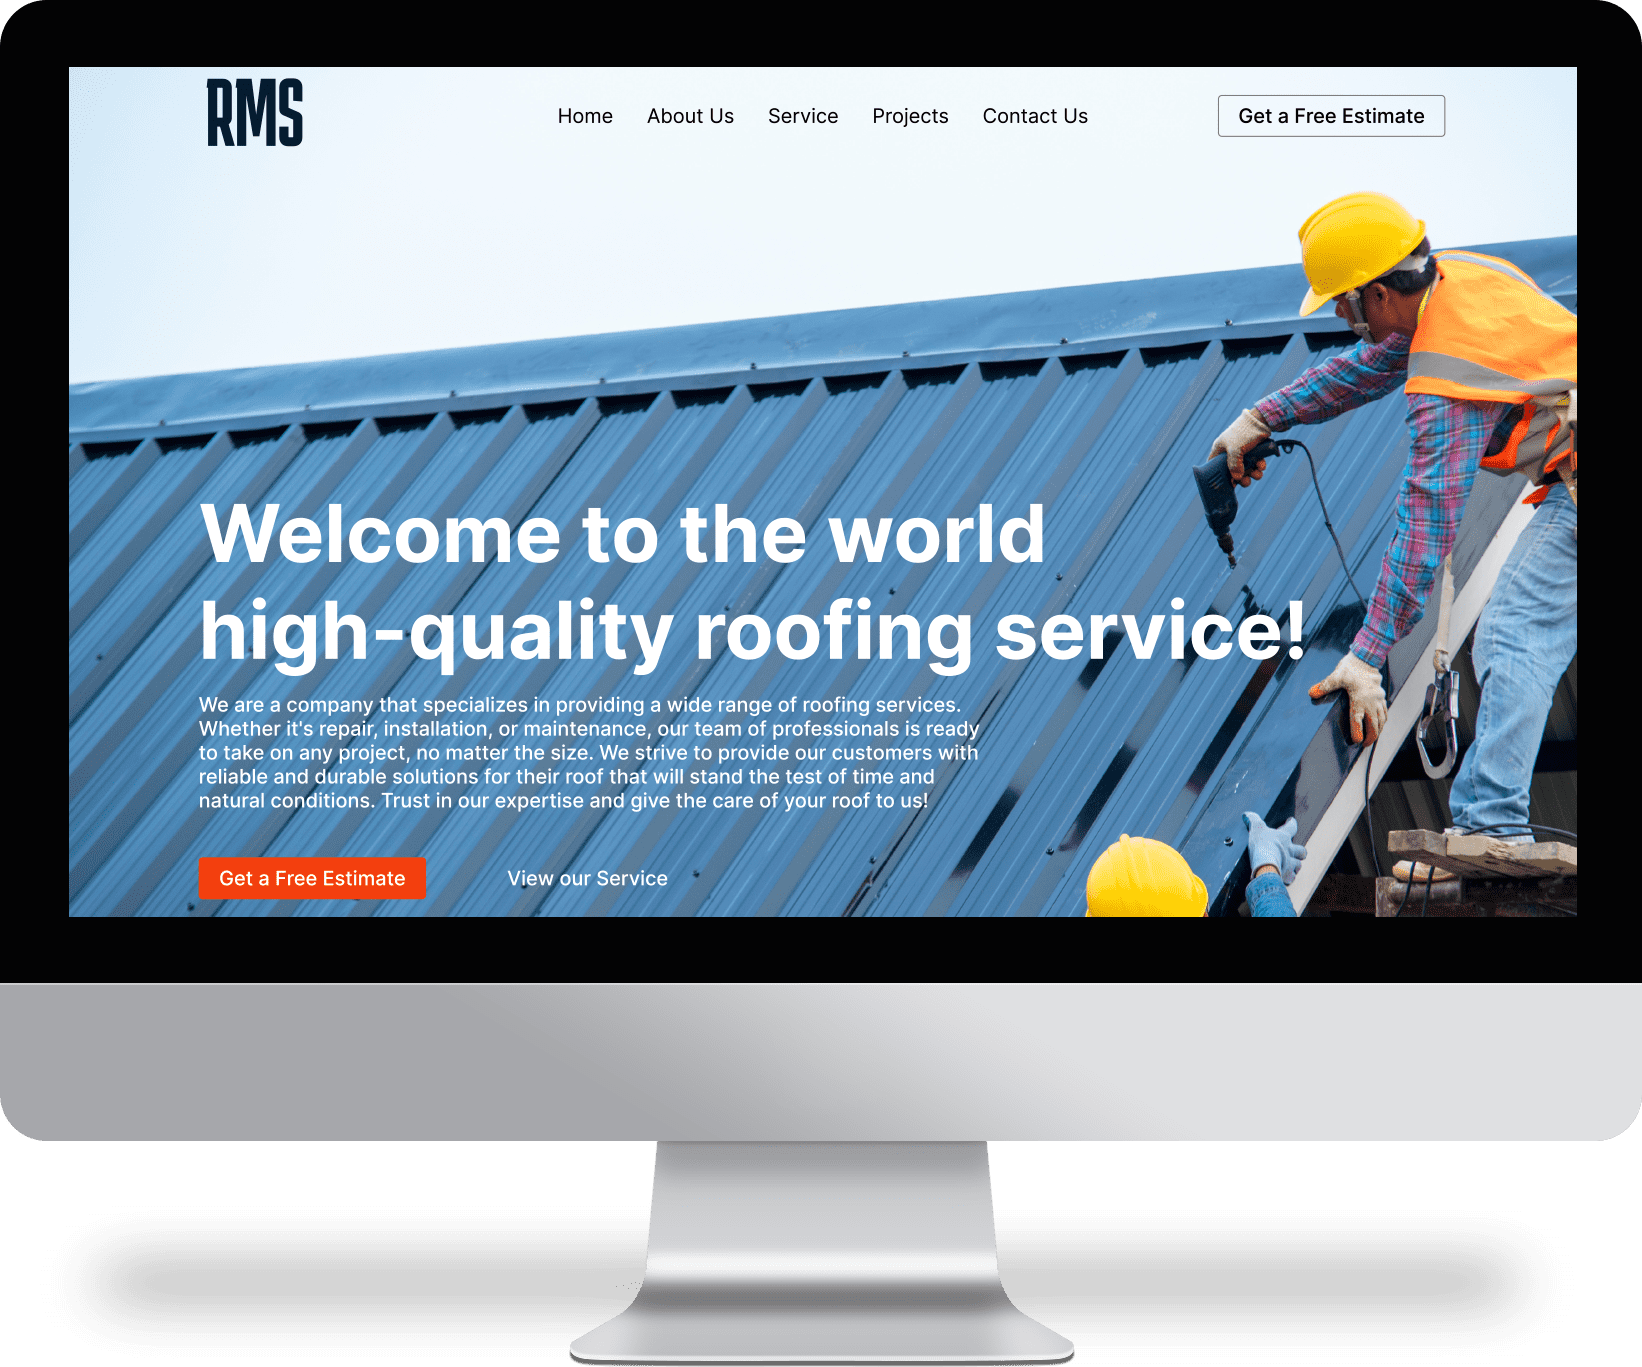 RMS
Home
About Us
Service
Projects
Contact Us
Get a Free Estimate
Welcome to the world
high-quality roofing service!
We are a company that specializes in providing a wide range of roofing services.
Whether it's repair, installation, or maintenance, our team of professionals is ready
to take on any project, no matter the size. We strive to provide our customers with
reliable and durable solutions for their roof that will stand the test of time and
natural conditions. Trust in our expertise and give the care of your roof to us!
Get a Free Estimate
View our Service